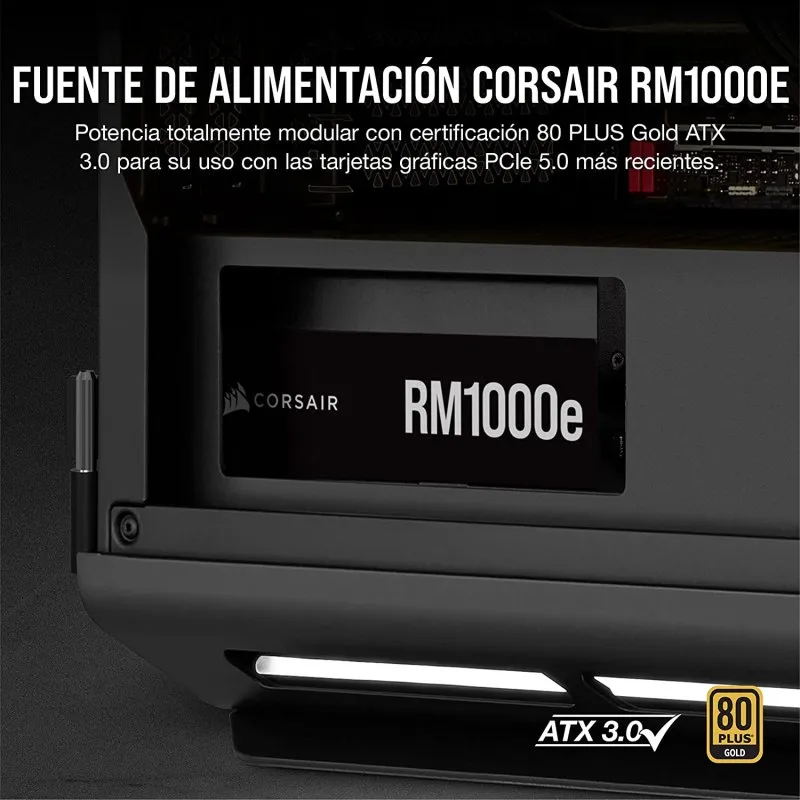 FUENTE DE ALIMENTACIÓN CORSAIR RM1000E
Potencia totalmente modular con certificación 80 PLUS Gold ATX
3.0 para su uso con las tarjetas gráficas PCIe 5.0 más recientes.
CORSAIR
RM1000e
ATX 3.0
80
PLUS
GOLD